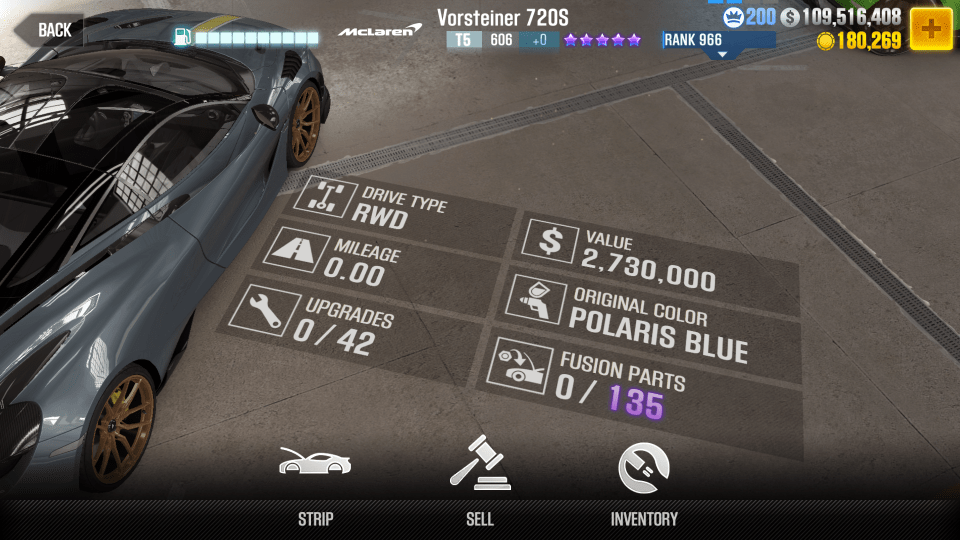 BACK
McLaren
Vorsteiner 720S
T5 606 +0
RANK 966
200 $ 109,516,408
180,269
DRIVE TYPE
RWD
MILEAGE
0.00
UPGRADES
0 / 42
$ VALUE
2,730,000
ORIGINAL COLOR
POLARIS BLUE
FUSION PARTS
0 / 135
STRIP
SELL
INVENTORY